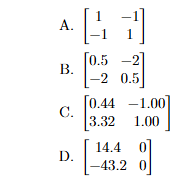 A. [1 −1
−1 1]
B. [0.5 −2
−2 0.5]
C. [0.44 −1.00
3.32 1.00]
D. [14.4 0
−43.2 0]